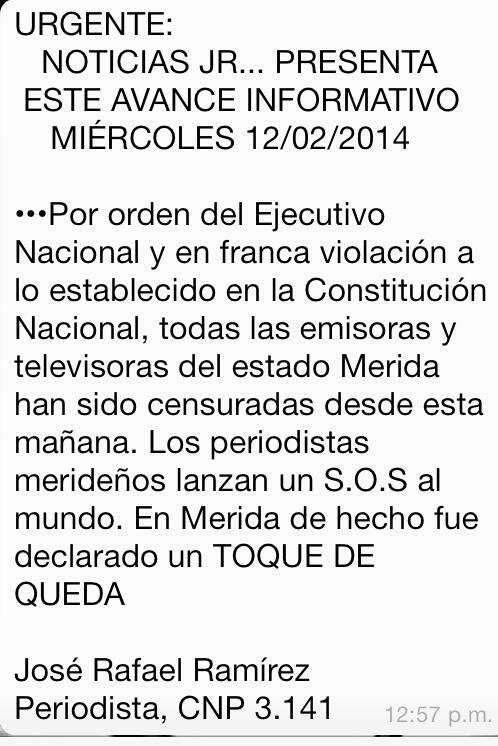 URGENTE:
NOTICIAS JR... PRESENTA
ESTE AVANCE INFORMATIVO
MIÉRCOLES 12/02/2014
•••Por orden del Ejecutivo
Nacional y en franca violación a
lo establecido en la Constitución
Nacional, todas las emisoras y
televisoras del estado Merida
han sido censuradas desde esta
mañana. Los periodistas
merideños lanzan un S.O.S al
mundo. En Merida de hecho fue
declarado un TOQUE DE
QUEDA
José Rafael Ramírez
Periodista, CNP 3.141
12:57 p.m.